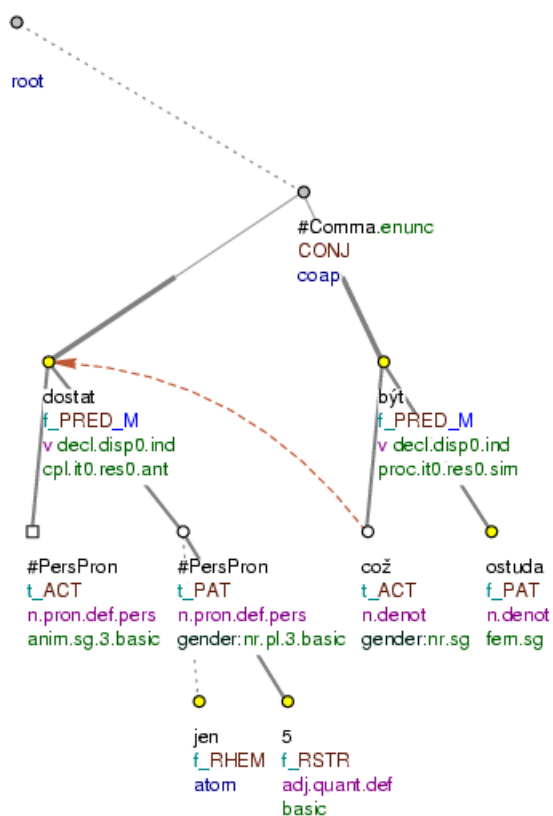 root
#Comma.enunc
CONJ
coap
dostat
f_PRED_M
v decl.disp0.ind
cpl.it0.res0.ant
být
f_PRED_M
v decl.disp0.ind
proc.it0.res0.sim
#PersPron
t_ACT
n.pron.def.pers
anim.sg.3.basic
#PersPron
t_PAT
n.pron.def.pers
gender:nr.pl.3.basic
což
t_ACT
n.denot
gender:nr.sg
ostuda
f_PAT
n.denot
fem.sg
jen
f_RHEM
atom
5
f_RSTR
adj.quant.def
basic